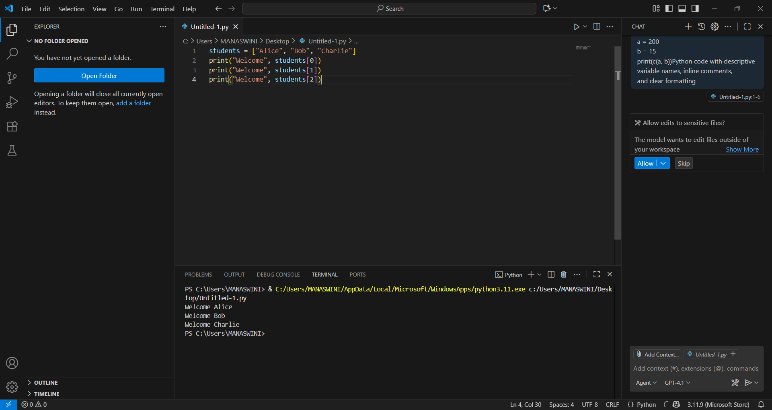 File Edit Selection View Go Run Terminal Help
Search
EXPLORER
NO FOLDER OPENED
You have not yet opened a folder.
Open Folder
Opening a folder will close all currently open
editors. To keep them open, add a folder
instead.
OUTLINE
TIMELINE
Untitled-1.py
C: > Users > MANASWINI > Desktop > Untitled-1.py > ...
1 students = ["Alice", "Bob", "Charlie"]
2 print("Welcome", students[0])
3 print("Welcome", students[1])
4 print("Welcome", students[2])
PROBLEMS OUTPUT DEBUG CONSOLE TERMINAL PORTS
Python
PS C:\Users\MANASWINI> & C:/Users/MANASWINI/AppData/Local/Microsoft/WindowsApps/python3.11.exe c:/Users/MANASWINI/Desk
top/Untitled-1.py
Welcome Alice
Welcome Bob
Welcome Charlie
PS C:\Users\MANASWINI>
CHAT
a = 200
b = 15
print(c(a, b))Python code with descriptive
variable names, inline comments,
and clear formatting
Untitled-1.py:1-6
Allow edits to sensitive files?
The model wants to edit files outside of
your workspace
Show More
Allow
Skip
Add Context...
Untitled-1.py
Add context (#), extensions (@), commands
Agent
GPT-4.1
0 0
Ln 4, Col 30 Spaces: 4 UTF-8 CRLF Python 3.11.9 (Microsoft Store)